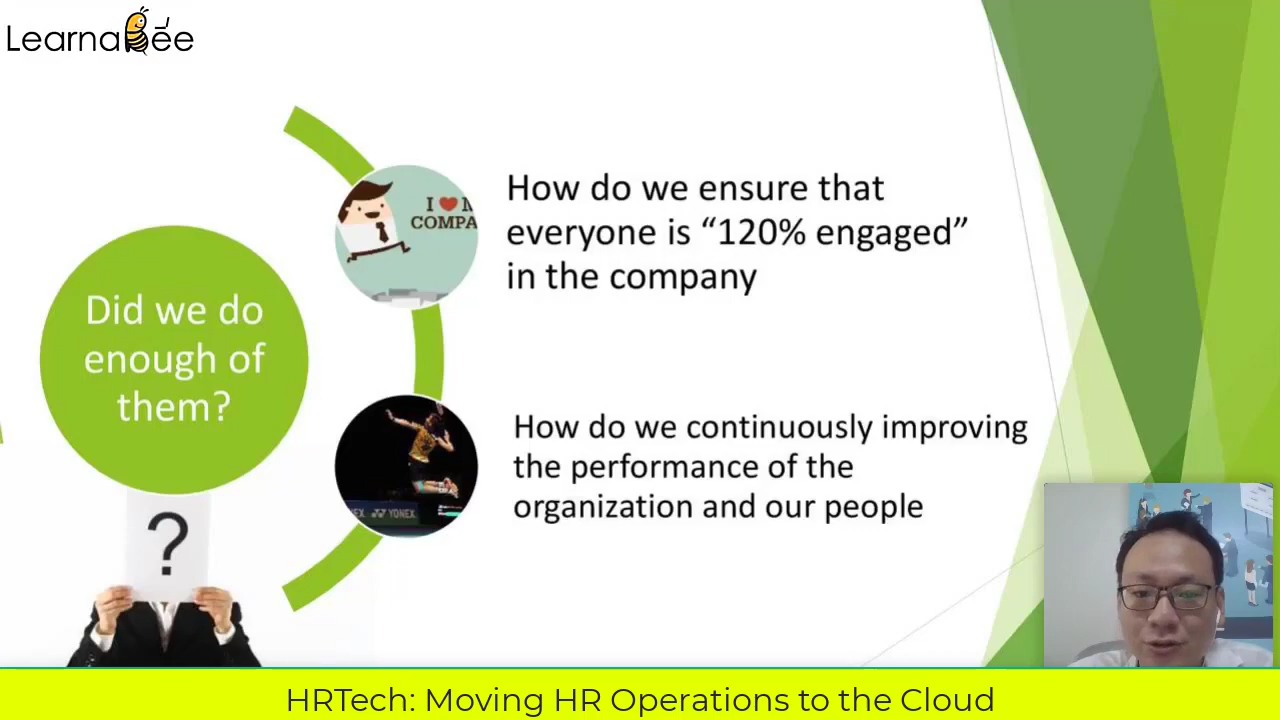 LearnaBee
Did we do
enough of
them?
?
I ❤ M
COMPA
How do we ensure that
everyone is “120% engaged”
in the company
YONEX
How do we continuously improving
the performance of the
organization and our people
HRTech: Moving HR Operations to the Cloud